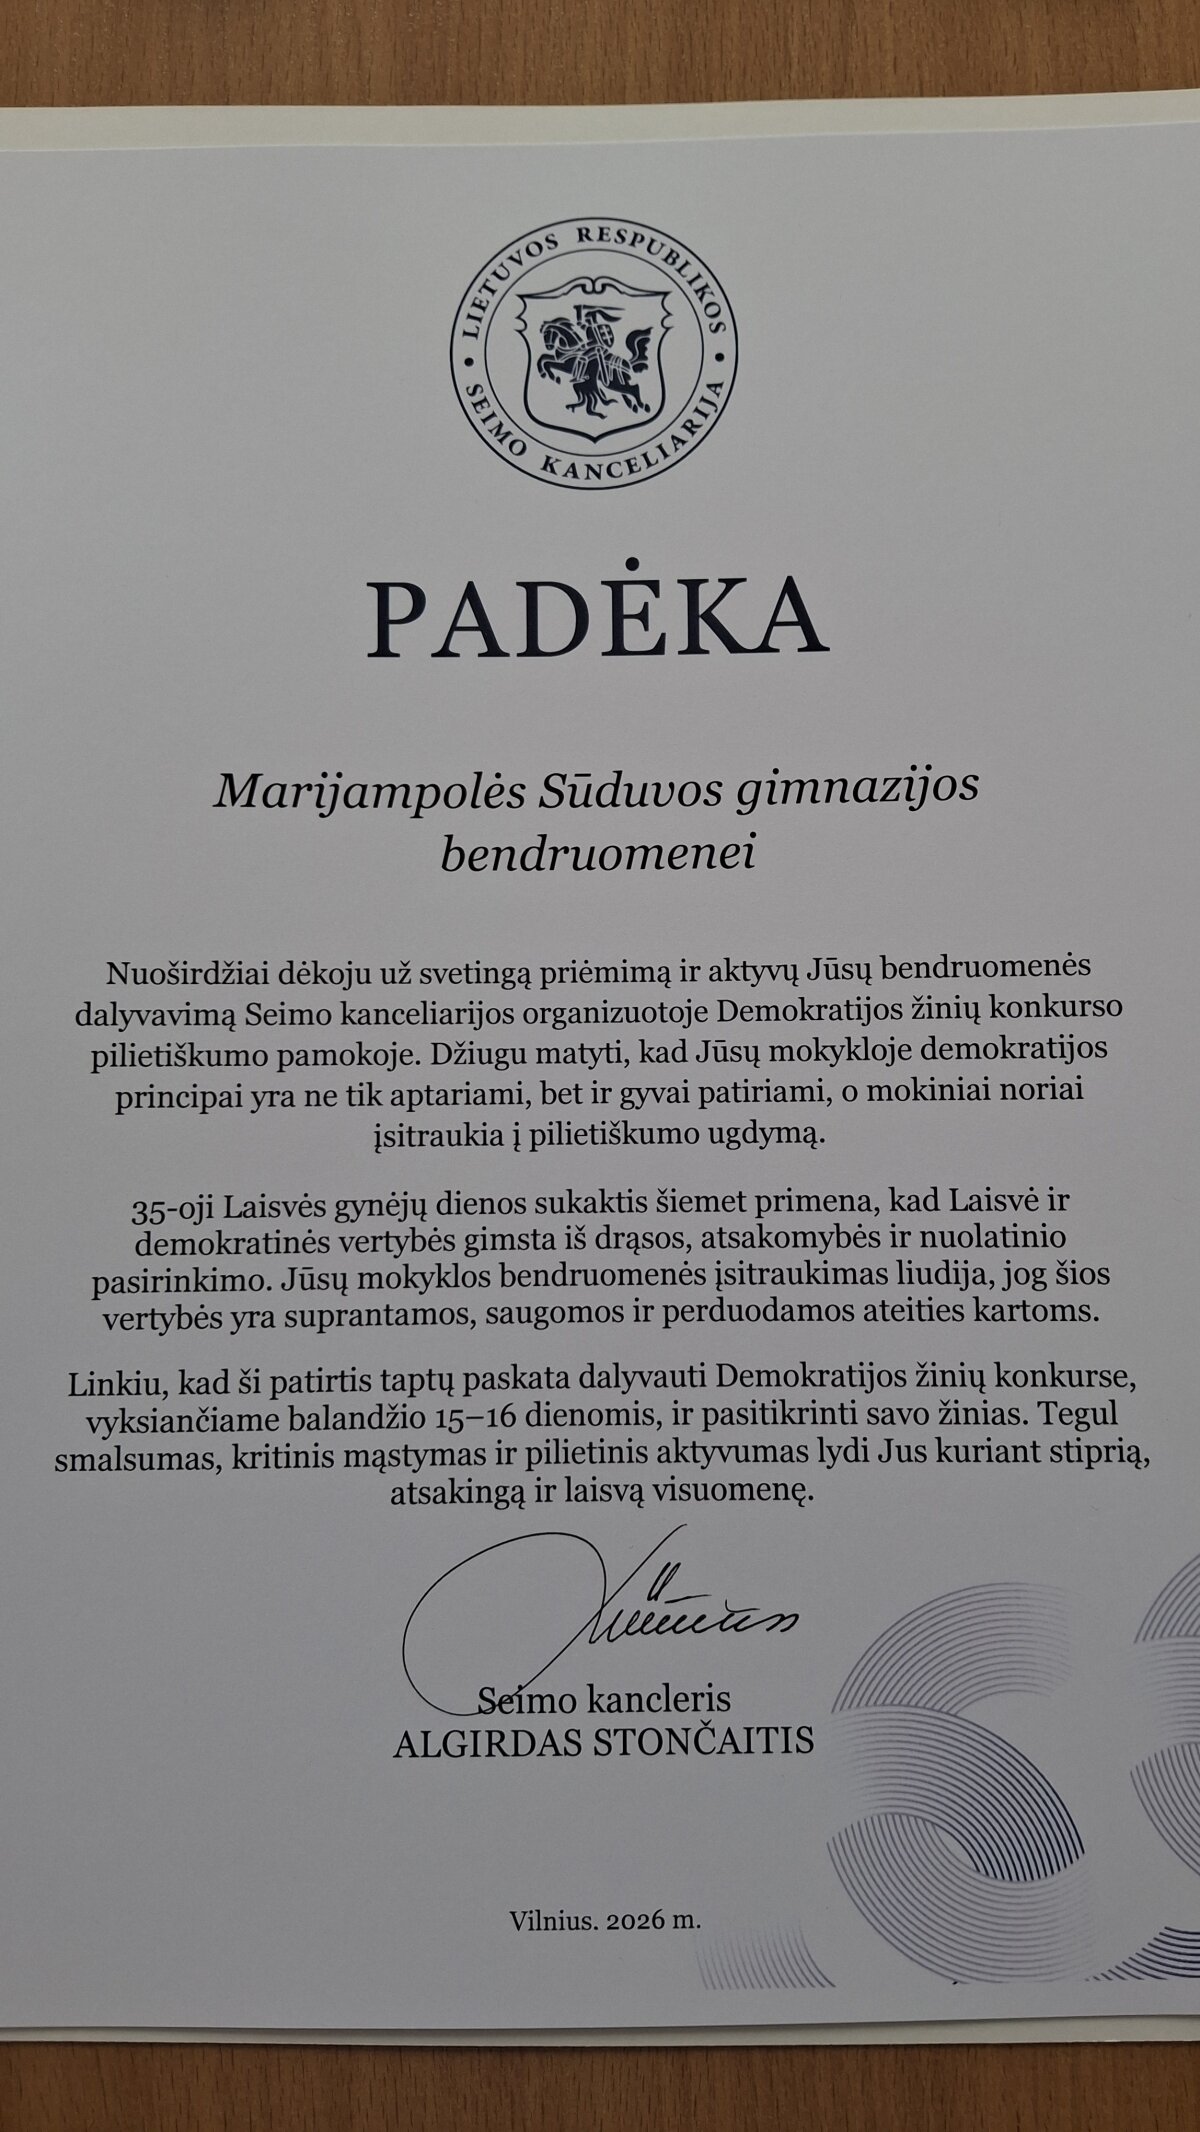 LIETUVOS RESPUBLIKOS
SEIMO KANCELIARIJA
PADĖKA
Marijampolės Sūduvos gimnazijos
bendruomenei
Nuoširdžiai dėkoju už svetingą priėmimą ir aktyvų Jūsų bendruomenės
dalyvavimą Seimo kanceliarijos organizuotoje Demokratijos žinių konkurso
pilietiškumo pamokoje. Džiugu matyti, kad Jūsų mokykloje demokratijos
principai yra ne tik aptariami, bet ir gyvai patiriami, o mokiniai noriai
įsitraukia į pilietiškumo ugdymą.
35-oji Laisvės gynėjų dienos sukaktis šiemet primena, kad Laisvė ir
demokratinės vertybės gimsta iš drąsos, atsakomybės ir nuolatinio
pasirinkimo. Jūsų mokyklos bendruomenės įsitraukimas liudija, jog šios
vertybės yra suprantamos, saugomos ir perduodamos ateities kartoms.
Linkiu, kad ši patirtis taptų paskata dalyvauti Demokratijos žinių konkurse,
vyksiančiame balandžio 15–16 dienomis, ir pasitikrinti savo žinias. Tegul
smalsumas, kritinis mąstymas ir pilietinis aktyvumas lydi Jus kuriant stiprią,
atsakingą ir laisvą visuomenę.
Seimo kancleris
ALGIRDAS STONČAITIS
Vilnius. 2026 m.